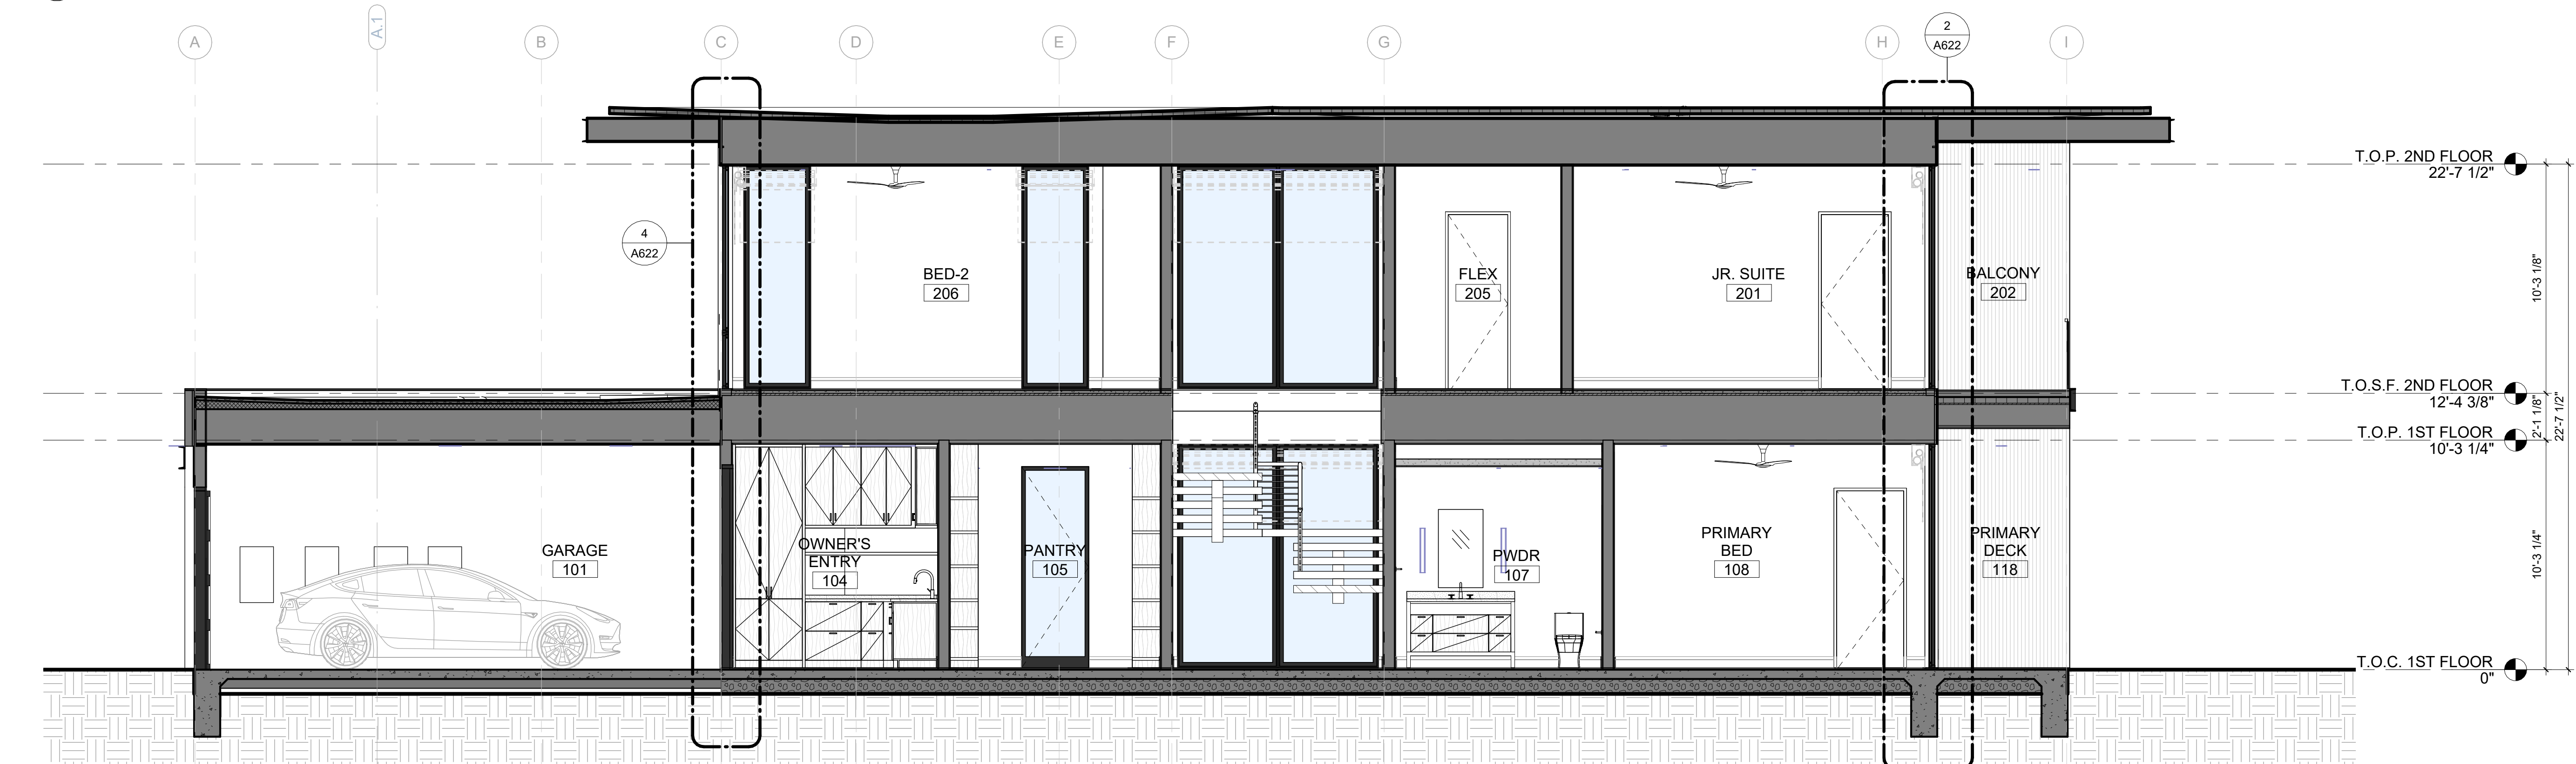 A
A.1
B
C
D
E
F
G
H
2
A622
I
T.O.P. 2ND FLOOR
22'-7 1/2"
4
A622
BED-2
206
FLEX
205
JR. SUITE
201
BALCONY
202
10'-3 1/8"
T.O.S.F. 2ND FLOOR
12'-4 3/8"
2'-1 1/8"
22'-7 1/2"
T.O.P. 1ST FLOOR
10'-3 1/4"
GARAGE
101
OWNER'S
ENTRY
104
PANTRY
105
PWDR
107
PRIMARY
BED
108
PRIMARY
DECK
118
10'-3 1/4"
T.O.C. 1ST FLOOR
0"